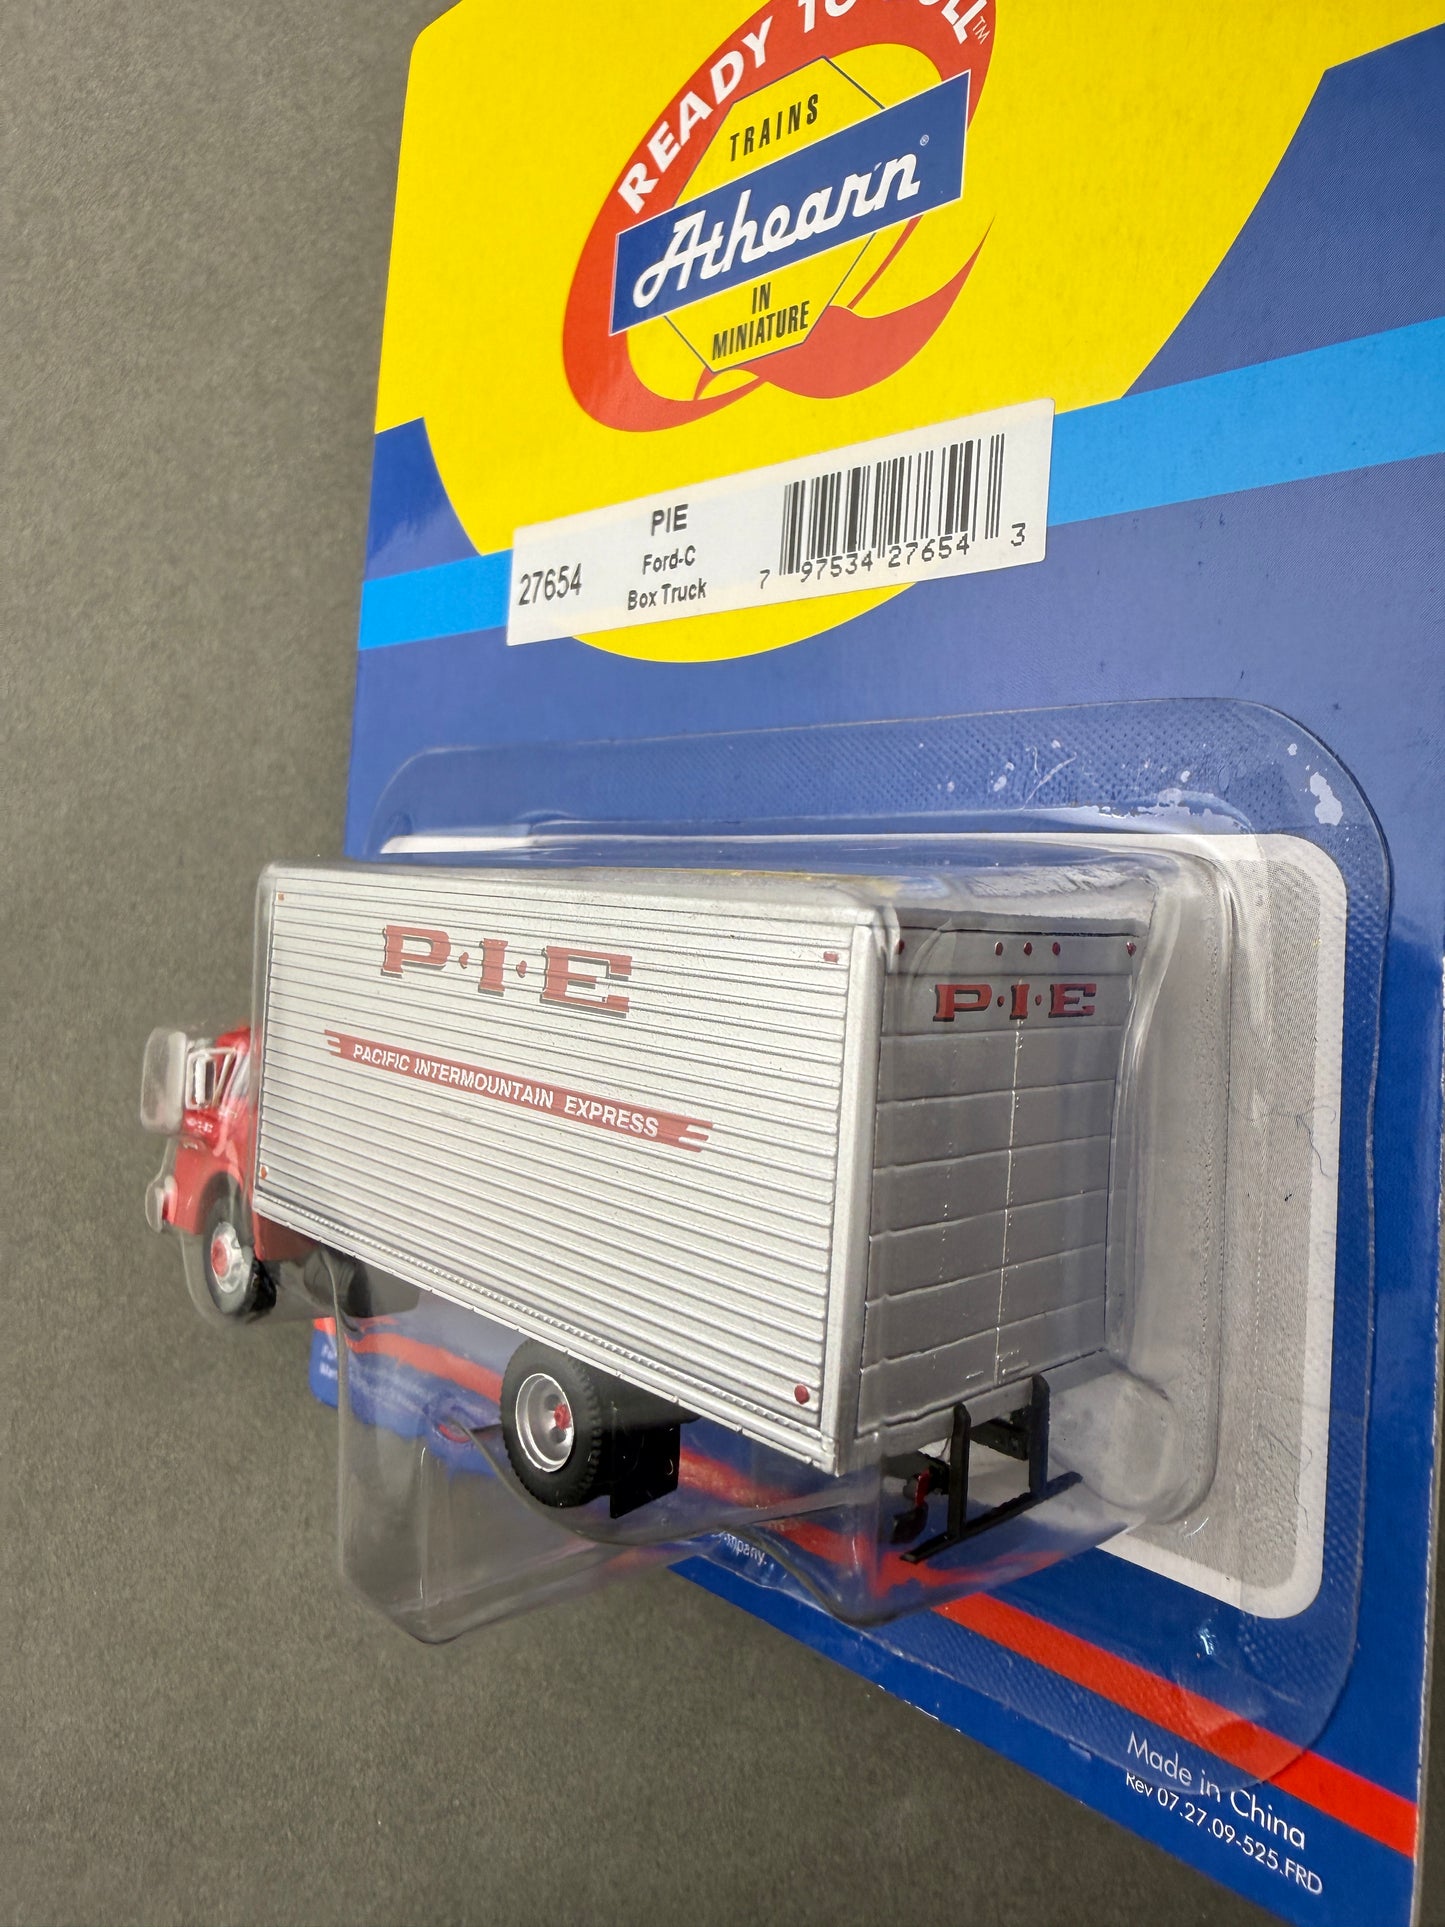 READY TO ROLL™
TRAINS
Athearn®
IN
MINIATURE
27654
PIE
Ford-C
Box Truck
7 97534 27654 3
P·I·E
PACIFIC INTERMOUNTAIN EXPRESS
P·I·E
Made in China
Rev 07.27.09-525.FRD